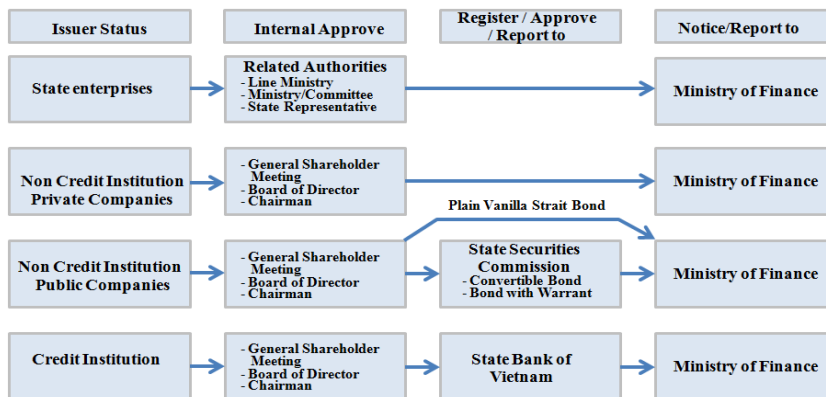 Issuer Status
Internal Approve
Register / Approve
/ Report to
Notice/Report to
State enterprises
Related Authorities
- Line Ministry
- Ministry/Committee
- State Representative
Ministry of Finance
Non Credit Institution
Private Companies
- General Shareholder
Meeting
- Board of Director
- Chairman
Ministry of Finance
Plain Vanilla Strait Bond
Non Credit Institution
Public Companies
- General Shareholder
Meeting
- Board of Director
- Chairman
State Securities
Commission
- Convertible Bond
- Bond with Warrant
Ministry of Finance
Credit Institution
- General Shareholder
Meeting
- Board of Director
- Chairman
State Bank of
Vietnam
Ministry of Finance